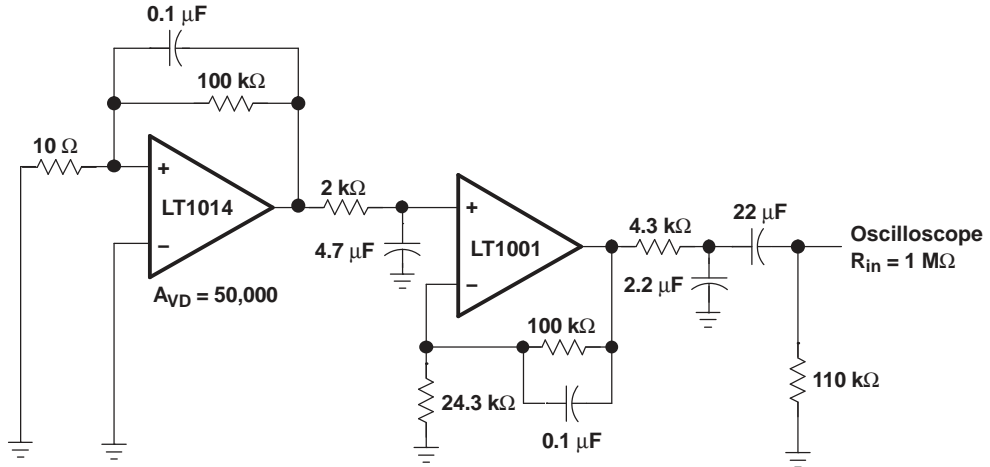 0.1 μF
100 kΩ
10 Ω
+
LT1014
−
A_VD = 50,000
2 kΩ
4.7 μF
+
LT1001
−
4.3 kΩ
22 μF
2.2 μF
Oscilloscope
R_in = 1 MΩ
100 kΩ
24.3 kΩ
0.1 μF
110 kΩ